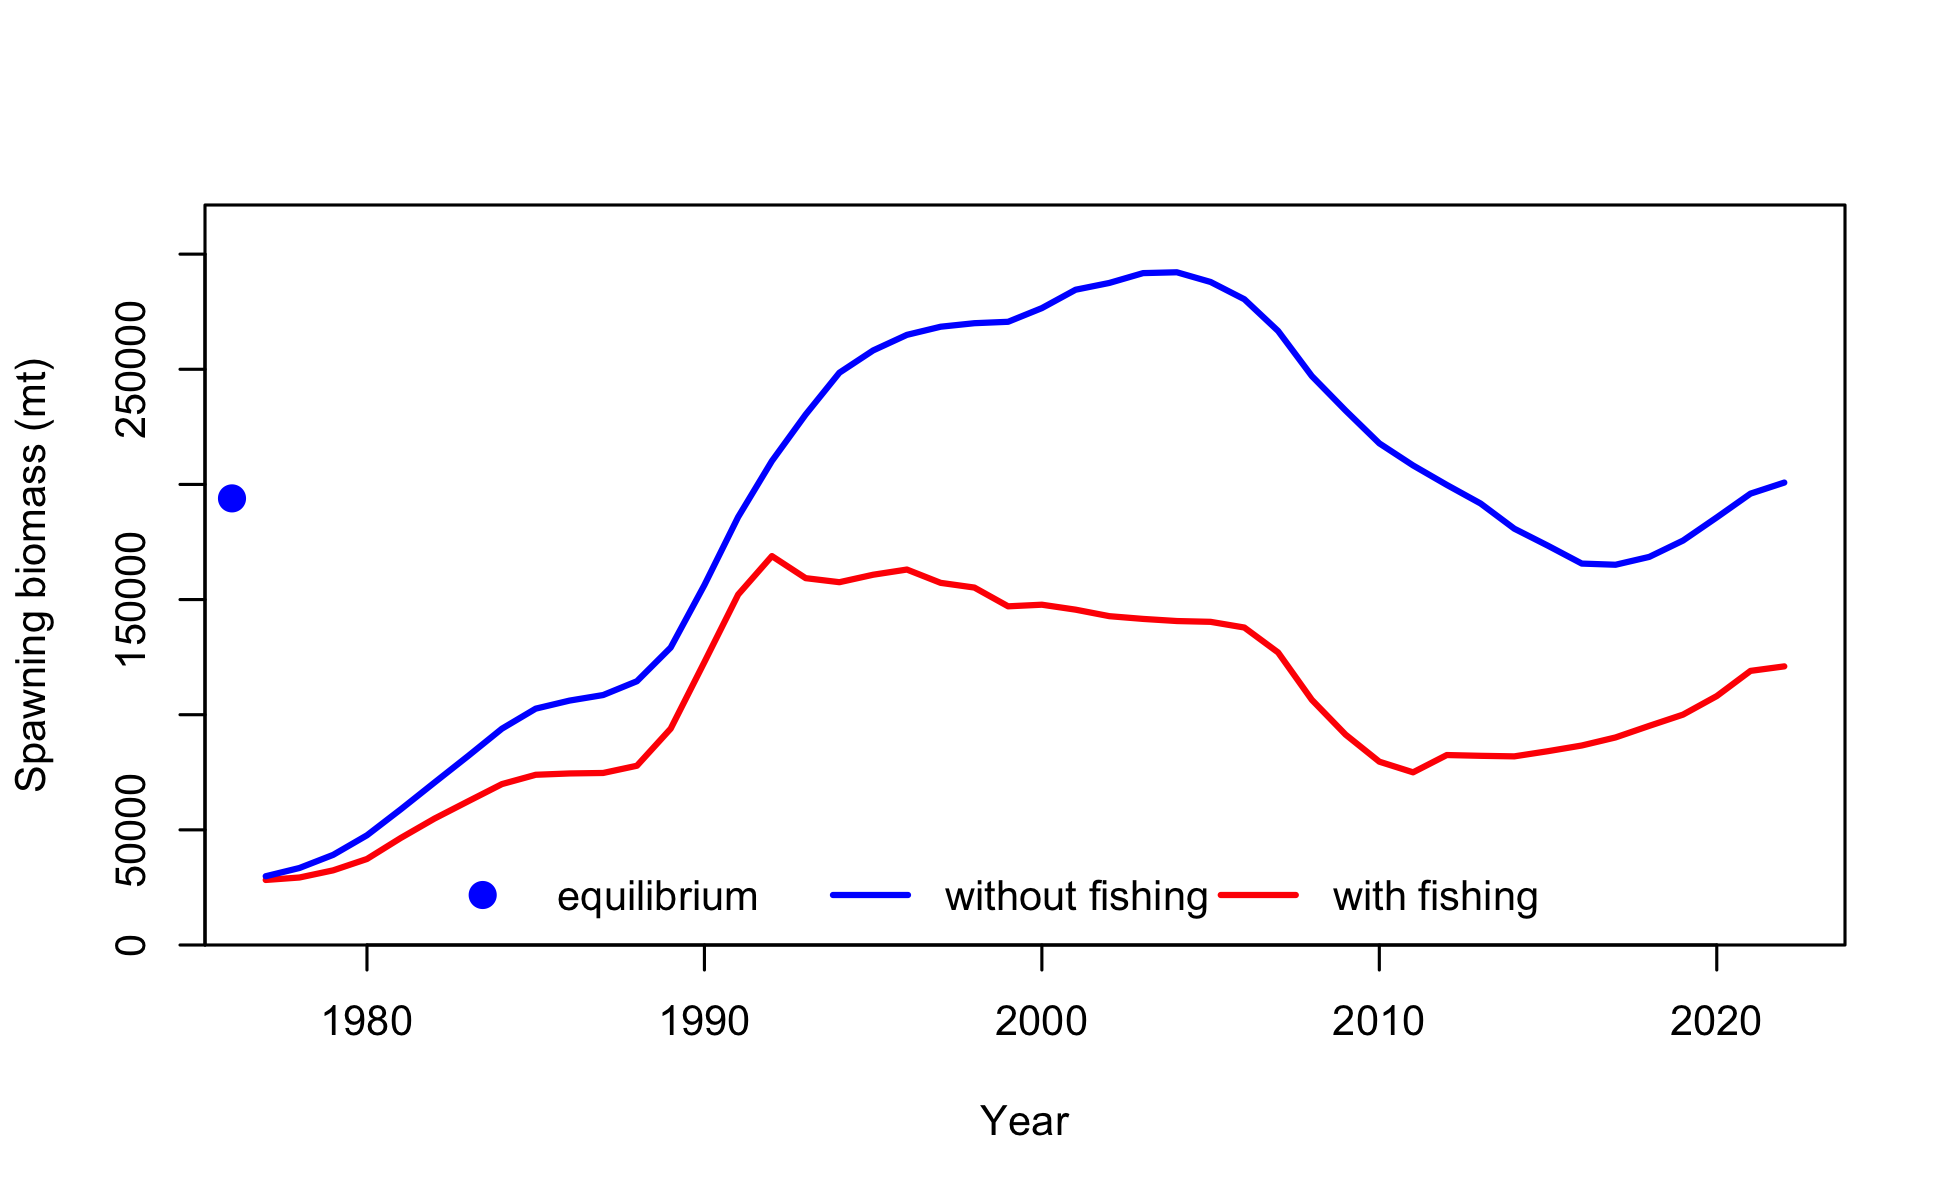 Spawning biomass (mt)
250000
150000
50000
0
equilibrium without fishing with fishing
1980 1990 2000 2010 2020
Year